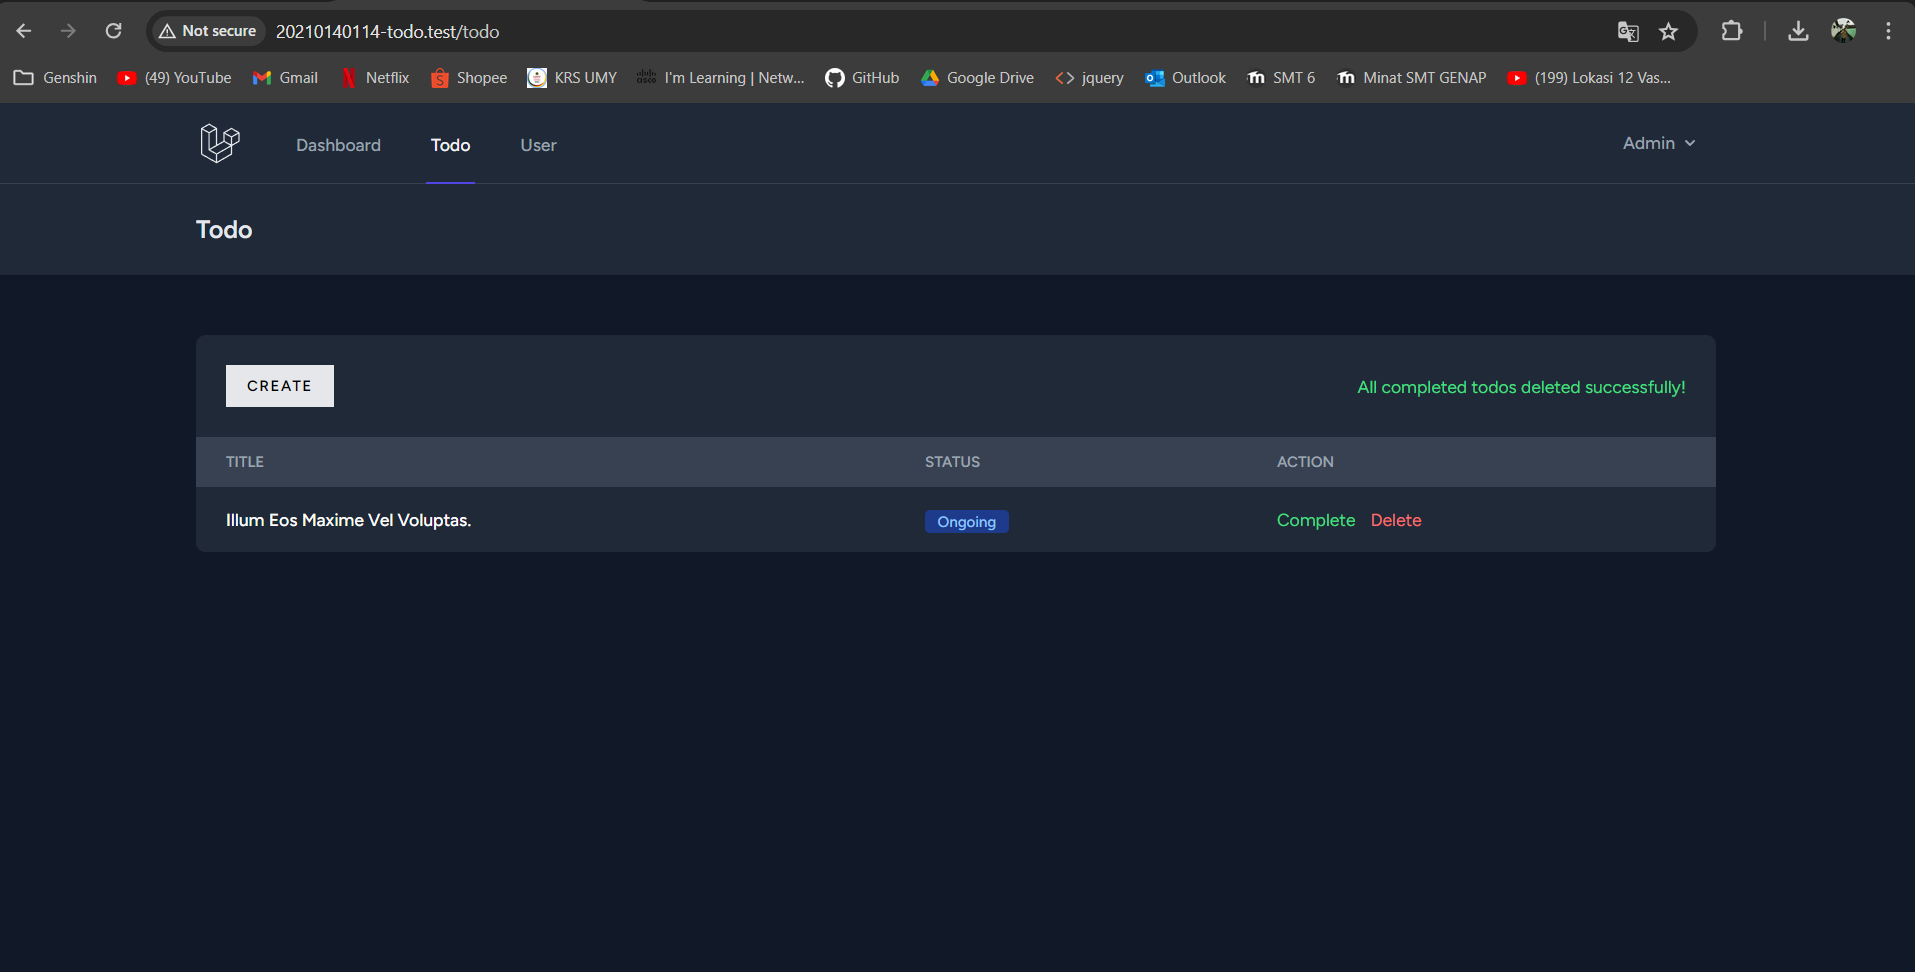 Not secure 20210140114-todo.test/todo
Genshin (49) YouTube Gmail Netflix Shopee KRS UMY I'm Learning | Netw... GitHub Google Drive jquery Outlook SMT 6 Minat SMT GENAP (199) Lokasi 12 Vas...
Dashboard Todo User Admin
Todo
CREATE All completed todos deleted successfully!
TITLE STATUS ACTION
Illum Eos Maxime Vel Voluptas. Ongoing Complete Delete